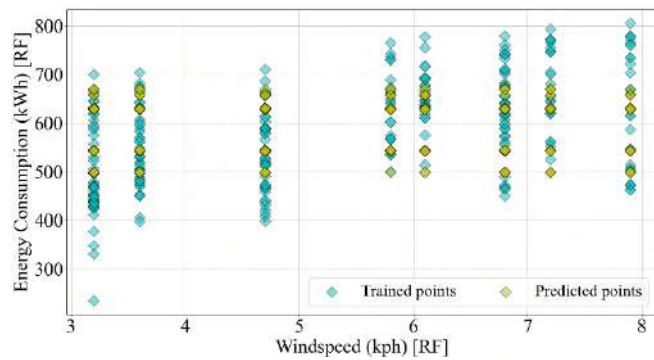 Energy Consumption (kWh) [RF]
800
700
600
500
400
300
3 4 5 6 7 8
Trained points Predicted points
Windspeed (kph) [RF]